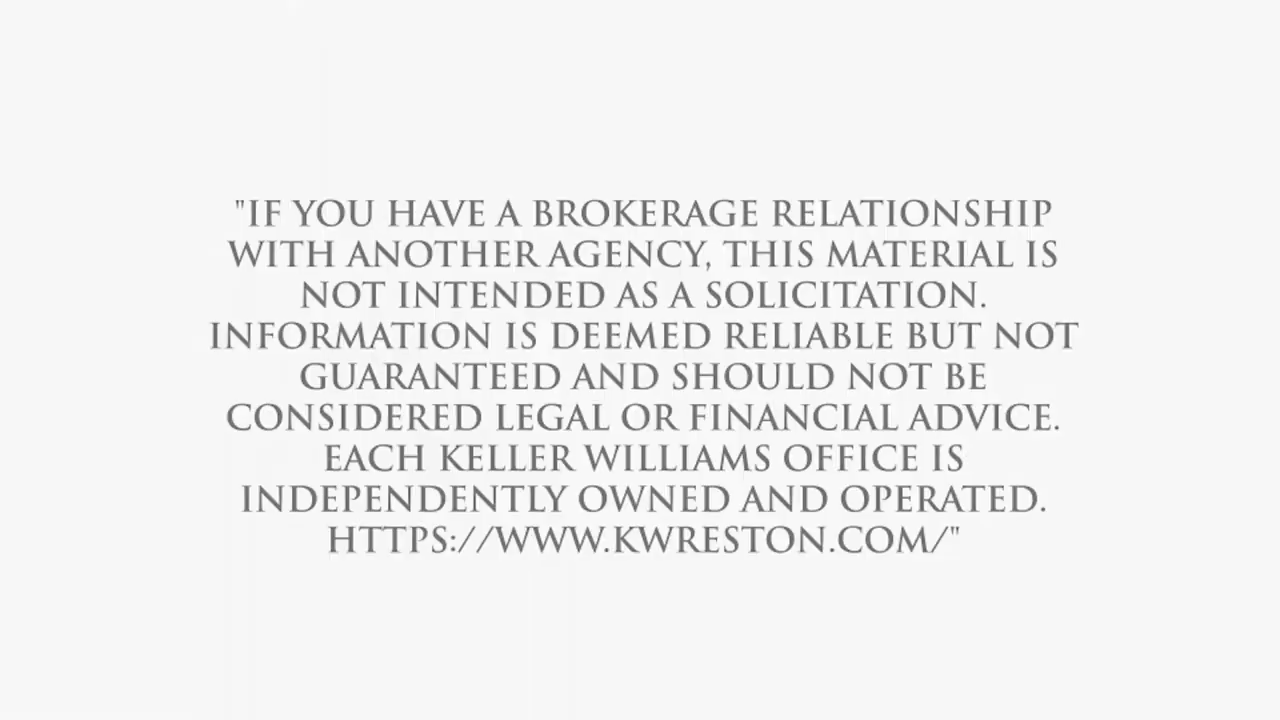 "IF YOU HAVE A BROKERAGE RELATIONSHIP
WITH ANOTHER AGENCY, THIS MATERIAL IS
NOT INTENDED AS A SOLICITATION.
INFORMATION IS DEEMED RELIABLE BUT NOT
GUARANTEED AND SHOULD NOT BE
CONSIDERED LEGAL OR FINANCIAL ADVICE.
EACH KELLER WILLIAMS OFFICE IS
INDEPENDENTLY OWNED AND OPERATED.
HTTPS://WWW.KWRESTON.COM/"